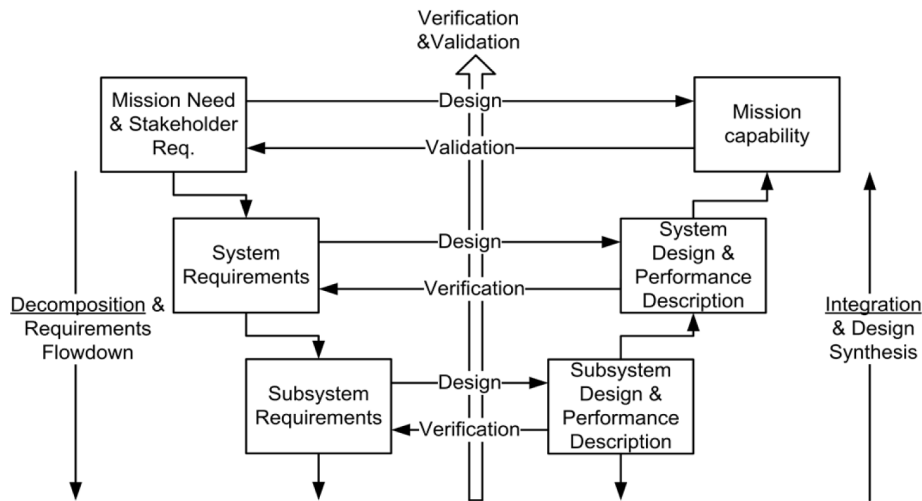 Verification
&Validation
Mission Need
& Stakeholder
Req.
Design
Validation
Mission
capability
System
Requirements
Design
Verification
System
Design &
Performance
Description
Decomposition &
Requirements
Flowdown
Integration
& Design
Synthesis
Subsystem
Requirements
Design
Verification
Subsystem
Design &
Performance
Description